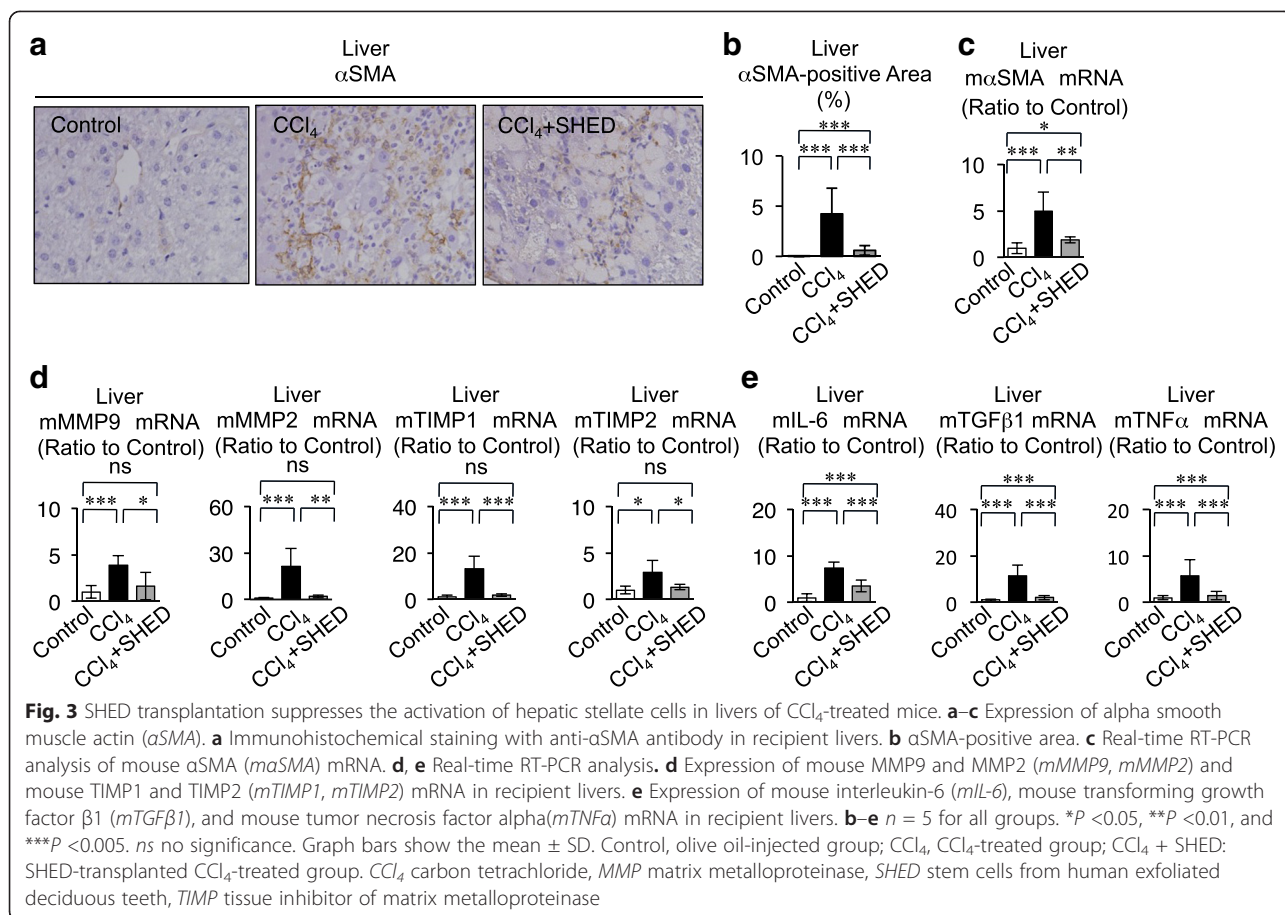 a
Liver
αSMA
Control
CCl₄
CCl₄+SHED
b
Liver
αSMA-positive Area
(%)
***
*** ***
10
5
0
Control
CCl₄
CCl₄+SHED
c
Liver
mαSMA mRNA
(Ratio to Control)
*
*** **
10
5
0
Control
CCl₄
CCl₄+SHED
d
Liver
mMMP9 mRNA
(Ratio to Control)
ns
*** *
10
5
0
Control
CCl₄
CCl₄+SHED
Liver
mMMP2 mRNA
(Ratio to Control)
ns
*** **
60
30
0
Control
CCl₄
CCl₄+SHED
Liver
mTIMP1 mRNA
(Ratio to Control)
ns
*** ***
40
20
0
Control
CCl₄
CCl₄+SHED
Liver
mTIMP2 mRNA
(Ratio to Control)
ns
* *
10
5
0
Control
CCl₄
CCl₄+SHED
e
Liver
mIL-6 mRNA
(Ratio to Control)
***
*** ***
20
10
0
Control
CCl₄
CCl₄+SHED
Liver
mTGFβ1 mRNA
(Ratio to Control)
***
*** ***
40
20
0
Control
CCl₄
CCl₄+SHED
Liver
mTNFα mRNA
(Ratio to Control)
***
*** ***
20
10
0
Control
CCl₄
CCl₄+SHED
Fig. 3 SHED transplantation suppresses the activation of hepatic stellate cells in livers of CCl₄-treated mice. a–c Expression of alpha smooth
muscle actin (αSMA). a Immunohistochemical staining with anti-αSMA antibody in recipient livers. b αSMA-positive area. c Real-time RT-PCR
analysis of mouse αSMA (mαSMA) mRNA. d, e Real-time RT-PCR analysis. d Expression of mouse MMP9 and MMP2 (mMMP9, mMMP2) and
mouse TIMP1 and TIMP2 (mTIMP1, mTIMP2) mRNA in recipient livers. e Expression of mouse interleukin-6 (mIL-6), mouse transforming growth
factor β1 (mTGFβ1), and mouse tumor necrosis factor alpha(mTNFα) mRNA in recipient livers. b–e n = 5 for all groups. *P <0.05, **P <0.01, and
***P <0.005. ns no significance. Graph bars show the mean ± SD. Control, olive oil-injected group; CCl₄, CCl₄-treated group; CCl₄ + SHED:
SHED-transplanted CCl₄-treated group. CCl₄ carbon tetrachloride, MMP matrix metalloproteinase, SHED stem cells from human exfoliated
deciduous teeth, TIMP tissue inhibitor of matrix metalloproteinase